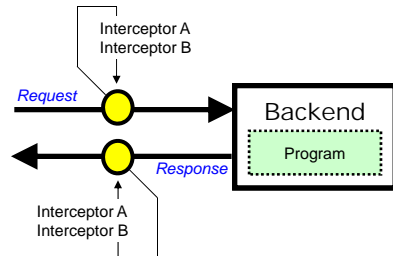 Interceptor A
Interceptor B
Request
Backend
Program
Response
Interceptor A
Interceptor B